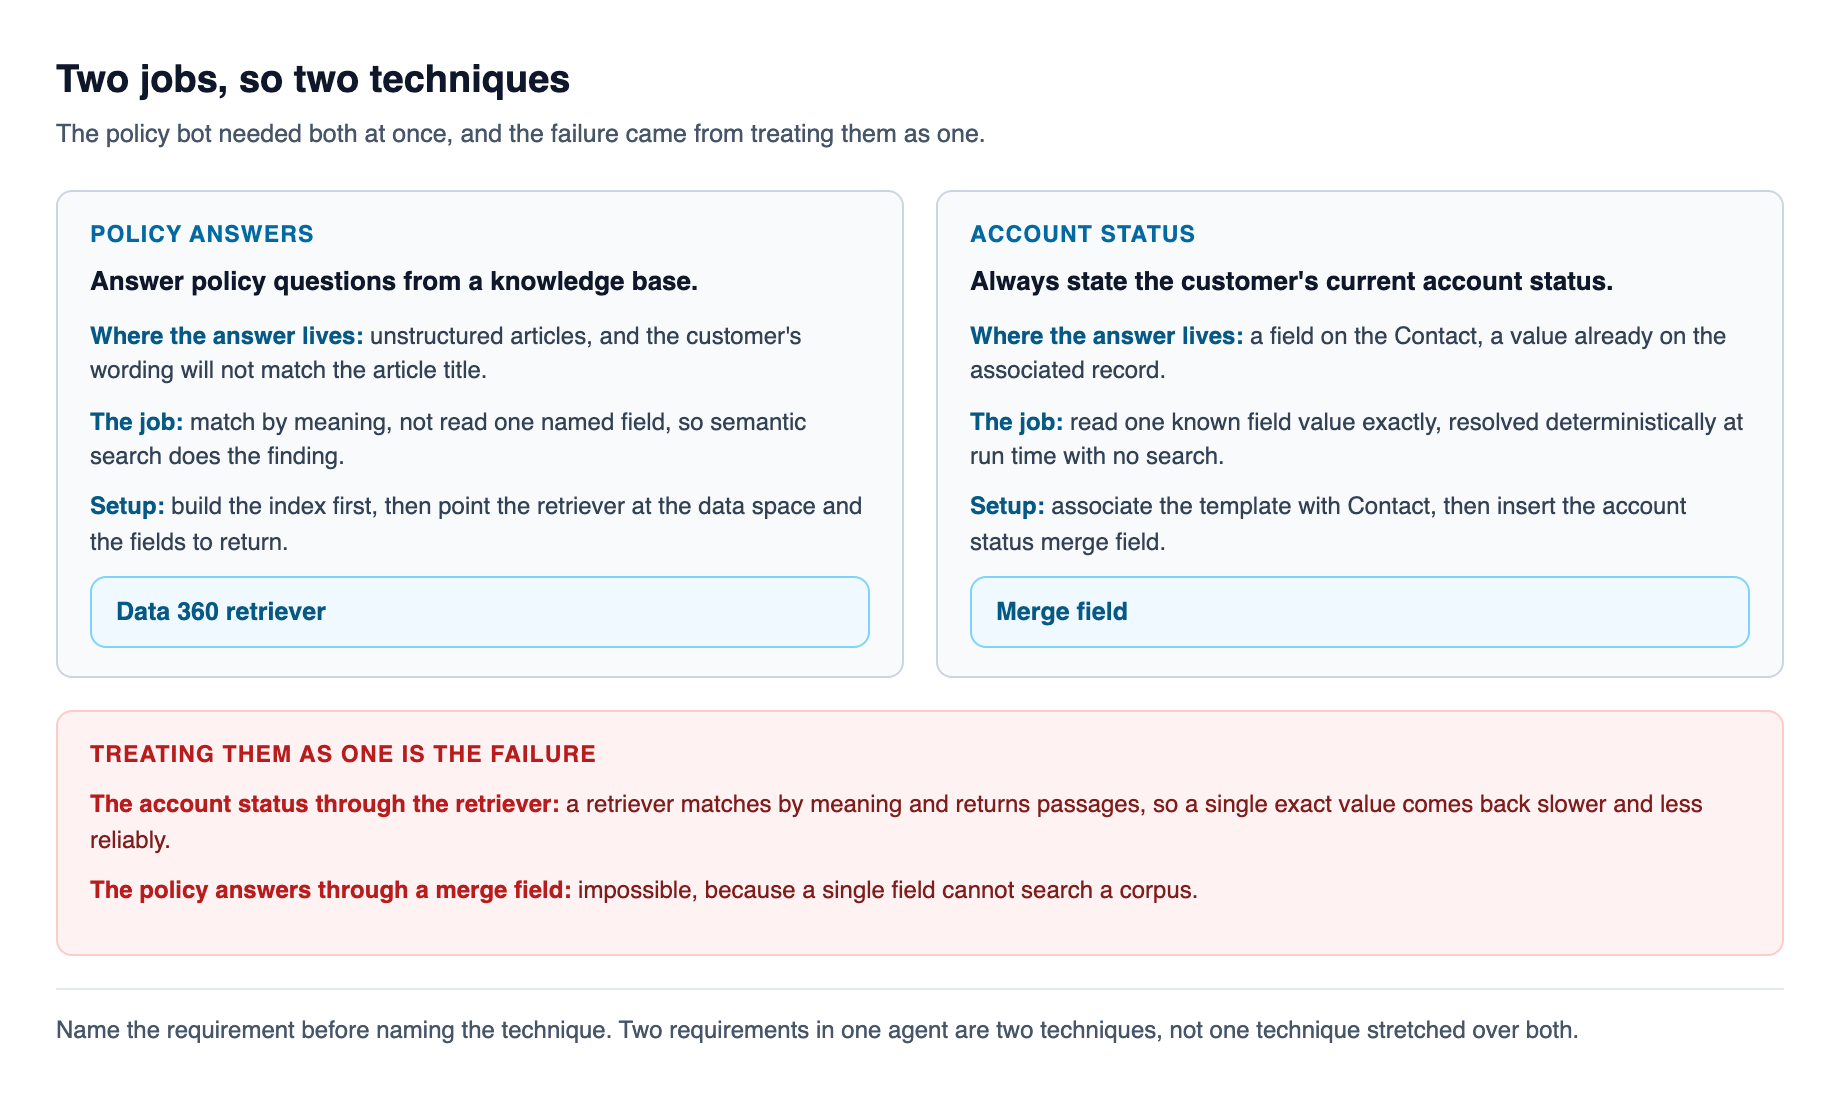 Two jobs, so two techniques
The policy bot needed both at once, and the failure came from treating them as one.
POLICY ANSWERS
Answer policy questions from a knowledge base.
Where the answer lives: unstructured articles, and the customer's
wording will not match the article title.
The job: match by meaning, not read one named field, so semantic
search does the finding.
Setup: build the index first, then point the retriever at the data space and
the fields to return.
Data 360 retriever
ACCOUNT STATUS
Always state the customer's current account status.
Where the answer lives: a field on the Contact, a value already on the
associated record.
The job: read one known field value exactly, resolved deterministically at
run time with no search.
Setup: associate the template with Contact, then insert the account
status merge field.
Merge field
TREATING THEM AS ONE IS THE FAILURE
The account status through the retriever: a retriever matches by meaning and returns passages, so a single exact value comes back slower and less
reliably.
The policy answers through a merge field: impossible, because a single field cannot search a corpus.
Name the requirement before naming the technique. Two requirements in one agent are two techniques, not one technique stretched over both.